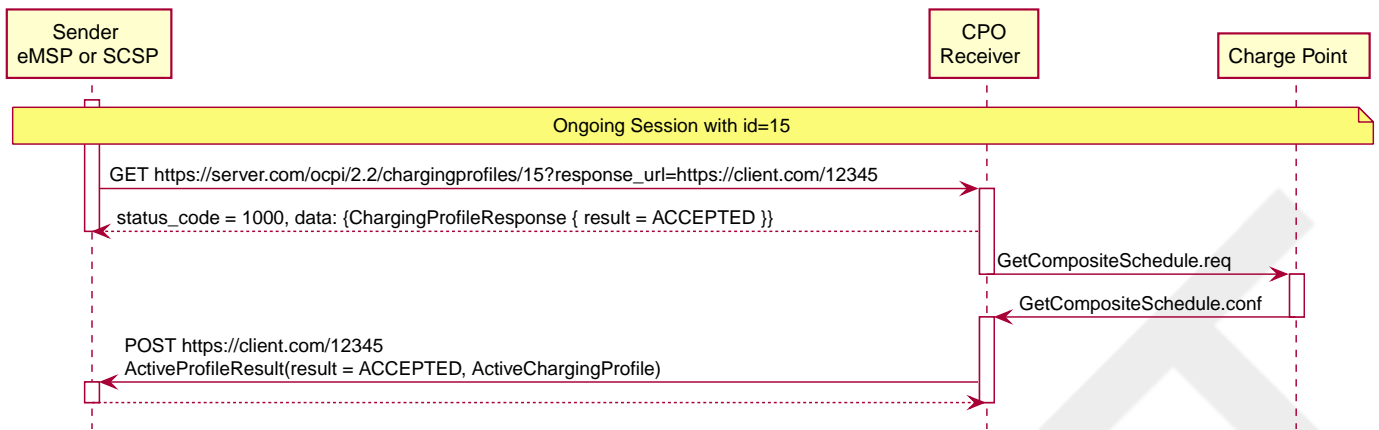 Sender
eMSP or SCSP
CPO
Receiver
Charge Point
Ongoing Session with id=15
GET https://server.com/ocpi/2.2/chargingprofiles/15?response_url=https://client.com/12345
status_code = 1000, data: {ChargingProfileResponse { result = ACCEPTED }}
GetCompositeSchedule.req
GetCompositeSchedule.conf
POST https://client.com/12345
ActiveProfileResult(result = ACCEPTED, ActiveChargingProfile)